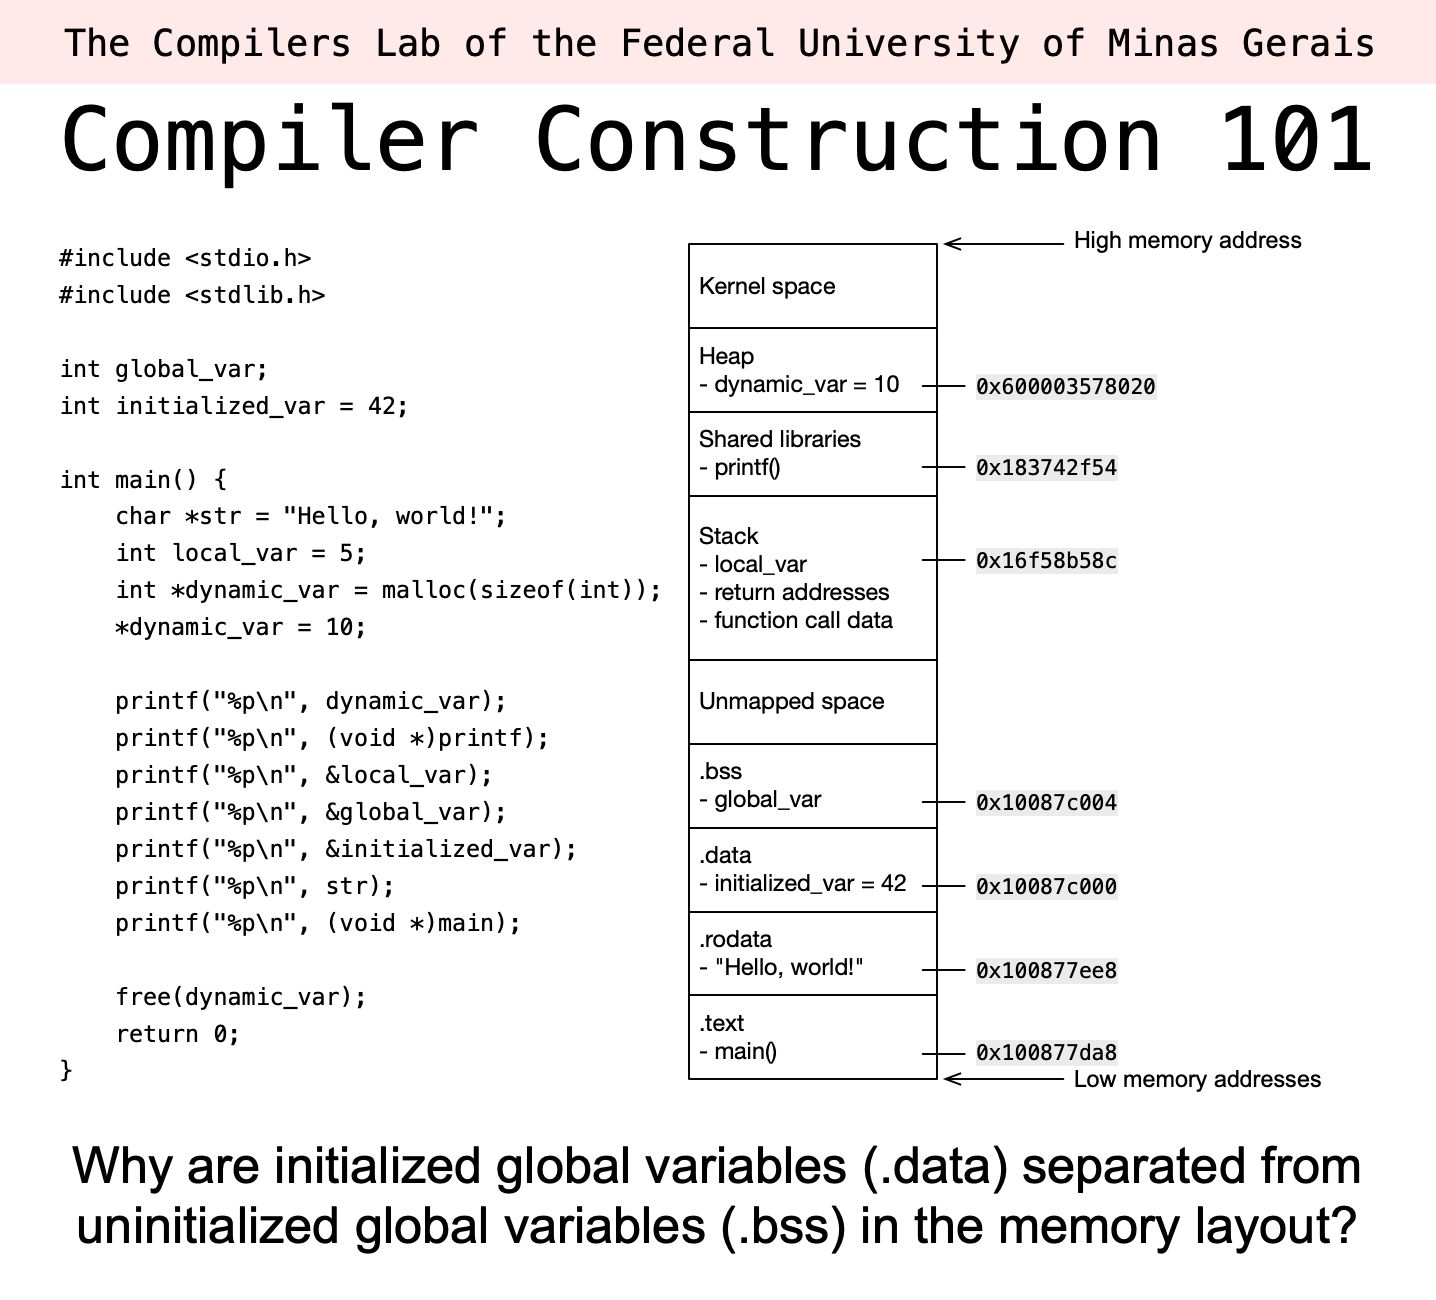 The Compilers Lab of the Federal University of Minas Gerais
Compiler Construction 101
#include <stdio.h>
#include <stdlib.h>
int global_var;
int initialized_var = 42;
int main() {
    char *str = "Hello, world!";
    int local_var = 5;
    int *dynamic_var = malloc(sizeof(int));
    *dynamic_var = 10;
    printf("%p\n", dynamic_var);
    printf("%p\n", (void *)printf);
    printf("%p\n", &local_var);
    printf("%p\n", &global_var);
    printf("%p\n", &initialized_var);
    printf("%p\n", str);
    printf("%p\n", (void *)main);
    free(dynamic_var);
    return 0;
}
High memory address
Kernel space
Heap
- dynamic_var = 10 0x600003578020
Shared libraries
- printf() 0x183742f54
Stack
- local_var 0x16f58b58c
- return addresses
- function call data
Unmapped space
.bss
- global_var 0x10087c004
.data
- initialized_var = 42 0x10087c000
.rodata
- "Hello, world!" 0x100877ee8
.text
- main() 0x100877da8
Low memory addresses
Why are initialized global variables (.data) separated from
uninitialized global variables (.bss) in the memory layout?